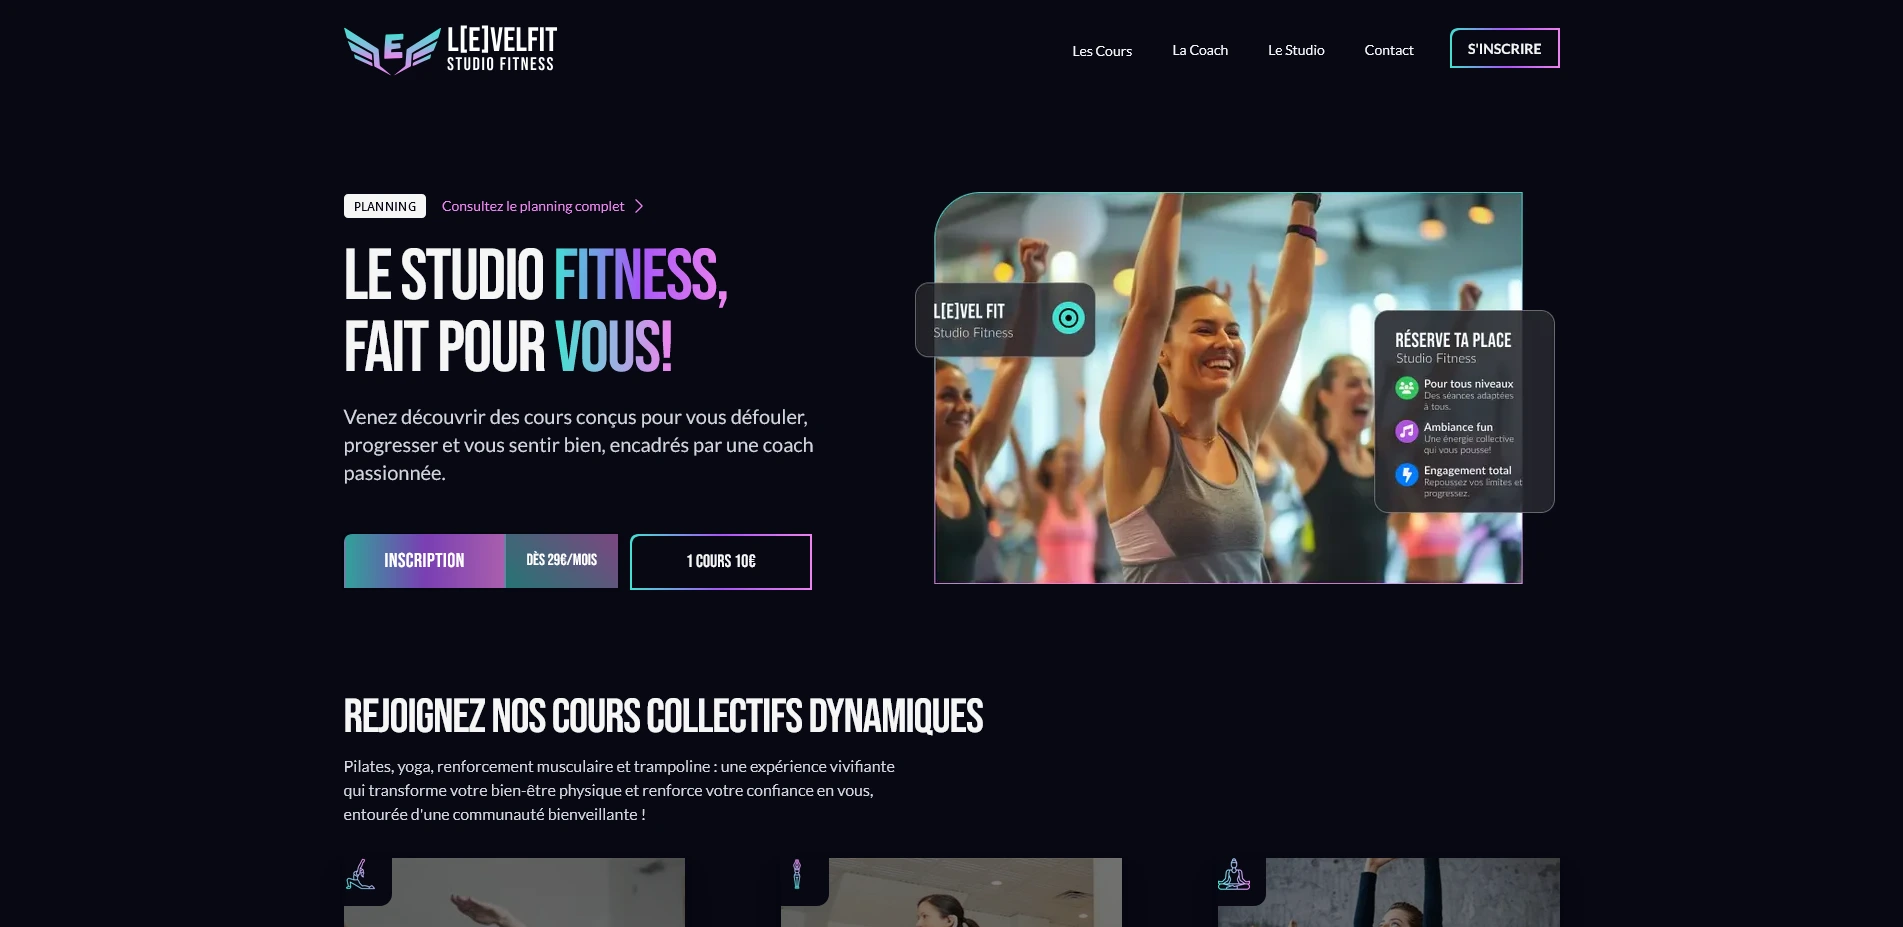 L[E]VELFIT
STUDIO FITNESS
Les Cours
La Coach
Le Studio
Contact
S'INSCRIRE
PLANNING
Consultez le planning complet
LE STUDIO FITNESS,
FAIT POUR VOUS!
Venez découvrir des cours conçus pour vous défouler,
progresser et vous sentir bien, encadrés par une coach
passionnée.
INSCRIPTION
DÈS 29€/MOIS
1 COURS 10€
L[E]VEL FIT
Studio Fitness
RÉSERVE TA PLACE
Studio Fitness
Pour tous niveaux
Des séances adaptées
à tous.
Ambiance fun
Une énergie collective
qui vous pousse!
Engagement total
Repoussez vos limites et
progressez.
REJOIGNEZ NOS COURS COLLECTIFS DYNAMIQUES
Pilates, yoga, renforcement musculaire et trampoline : une expérience vivifiante
qui transforme votre bien-être physique et renforce votre confiance en vous,
entourée d'une communauté bienveillante !